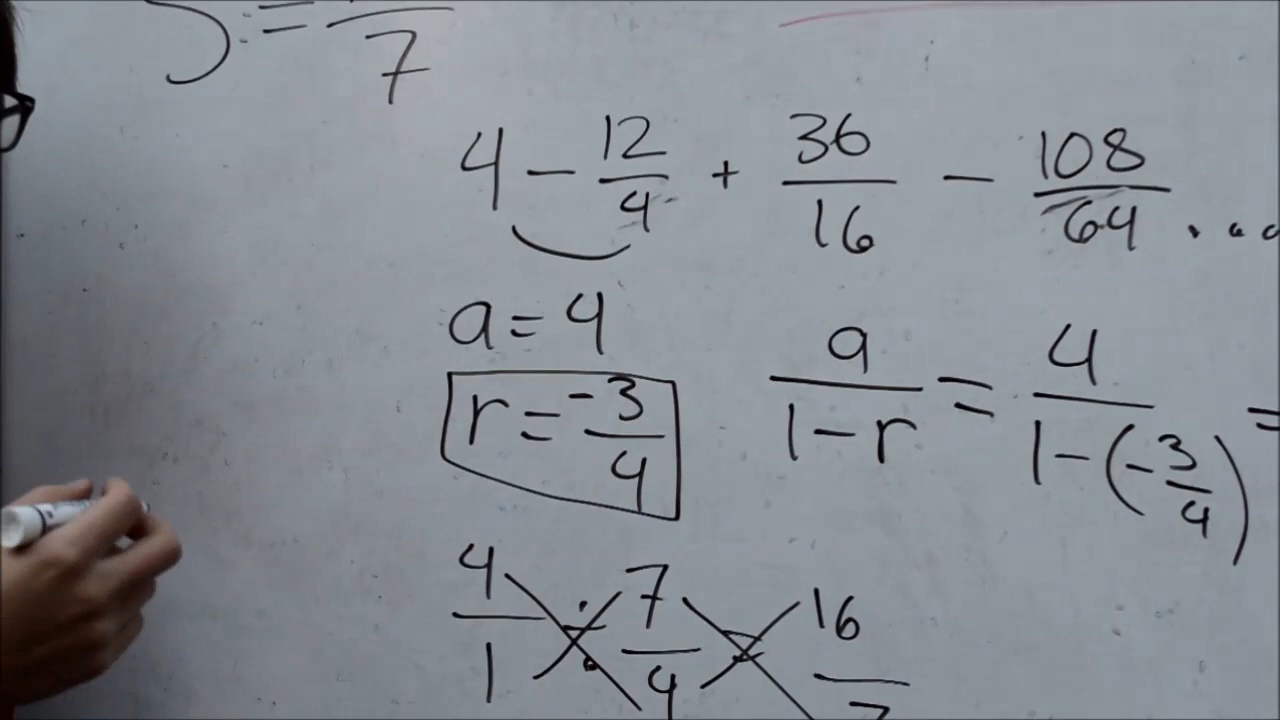 S = — 7
4 - 12/4 + 36/16 - 108/64 ...
a = 4
r = -3/4
a/(1-r) = 4/(1-(-3/4)) =
4/1 ÷ 7/4 = 16/7